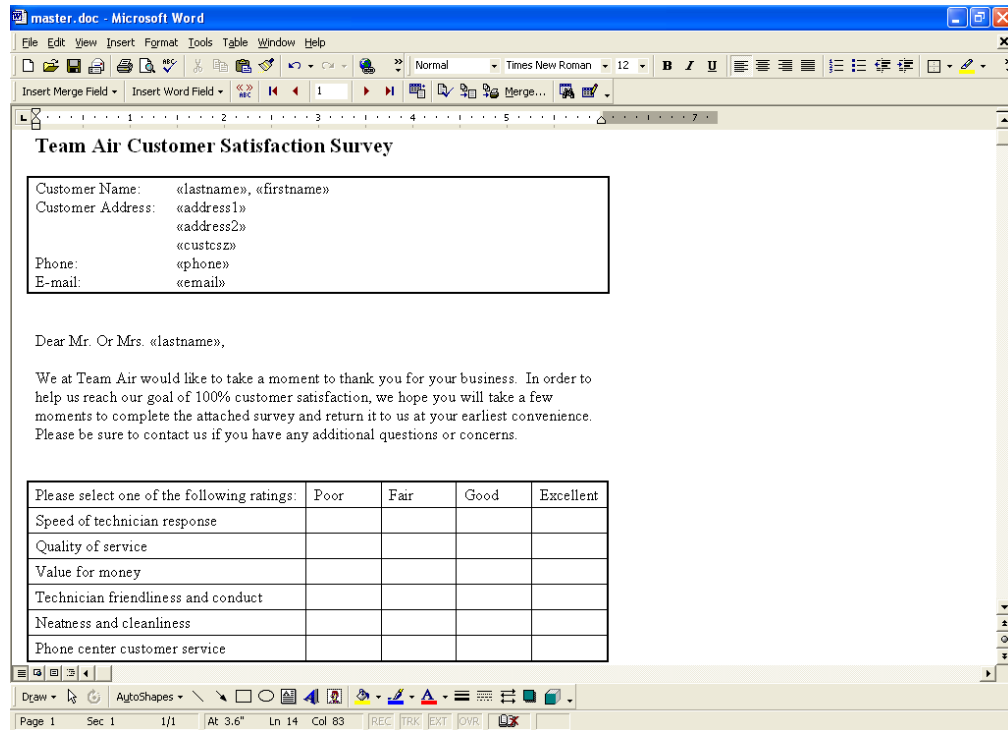 master.doc - Microsoft Word
File Edit View Insert Format Tools Table Window Help
Normal Times New Roman 12 B I U
Insert Merge Field Insert Word Field «» ABC 1 Merge...
1 2 3 4 5 7
Team Air Customer Satisfaction Survey
Customer Name: «lastname», «firstname»
Customer Address: «address1»
«address2»
«custcsz»
Phone: «phone»
E-mail: «email»
Dear Mr. Or Mrs. «lastname»,
We at Team Air would like to take a moment to thank you for your business. In order to
help us reach our goal of 100% customer satisfaction, we hope you will take a few
moments to complete the attached survey and return it to us at your earliest convenience.
Please be sure to contact us if you have any additional questions or concerns.
Please select one of the following ratings: Poor Fair Good Excellent
Speed of technician response
Quality of service
Value for money
Technician friendliness and conduct
Neatness and cleanliness
Phone center customer service
Draw AutoShapes A
Page 1 Sec 1 1/1 At 3.6" Ln 14 Col 83 REC TRK EXT OVR